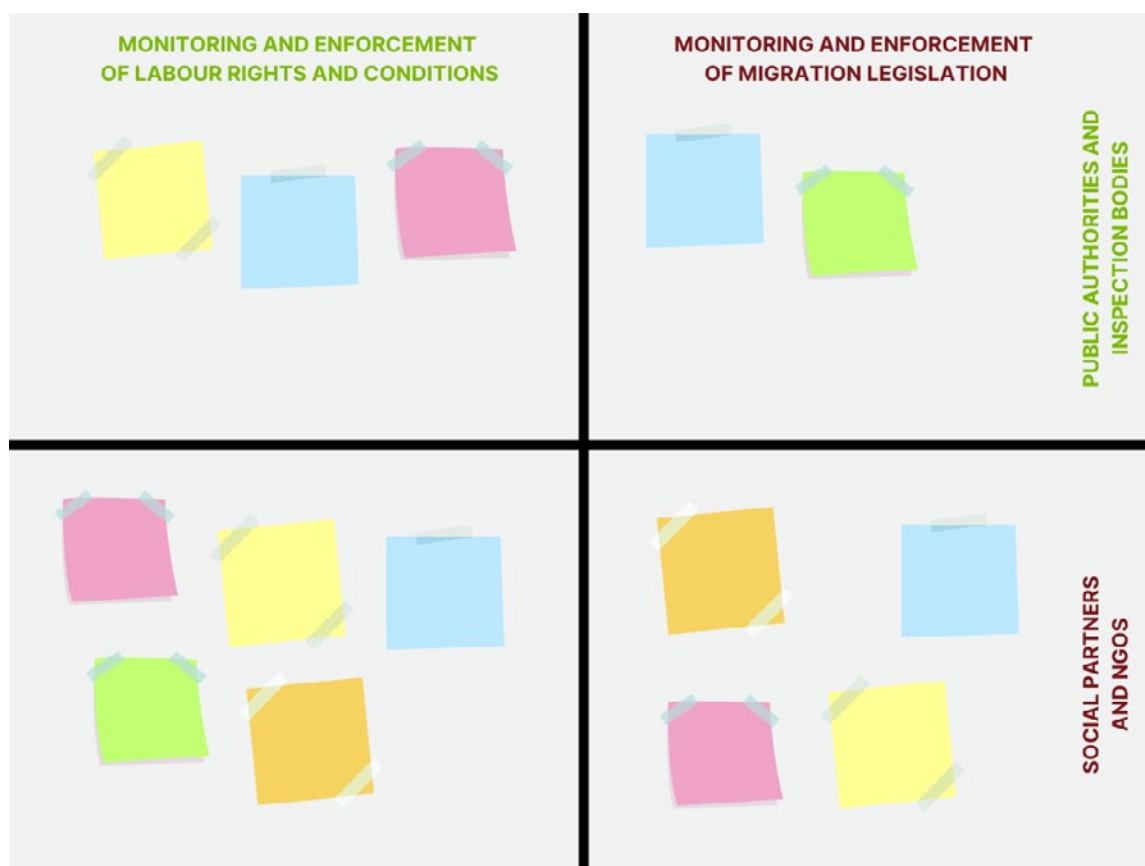 MONITORING AND ENFORCEMENT
OF LABOUR RIGHTS AND CONDITIONS
MONITORING AND ENFORCEMENT
OF MIGRATION LEGISLATION
PUBLIC AUTHORITIES AND
INSPECTION BODIES
SOCIAL PARTNERS
AND NGOS